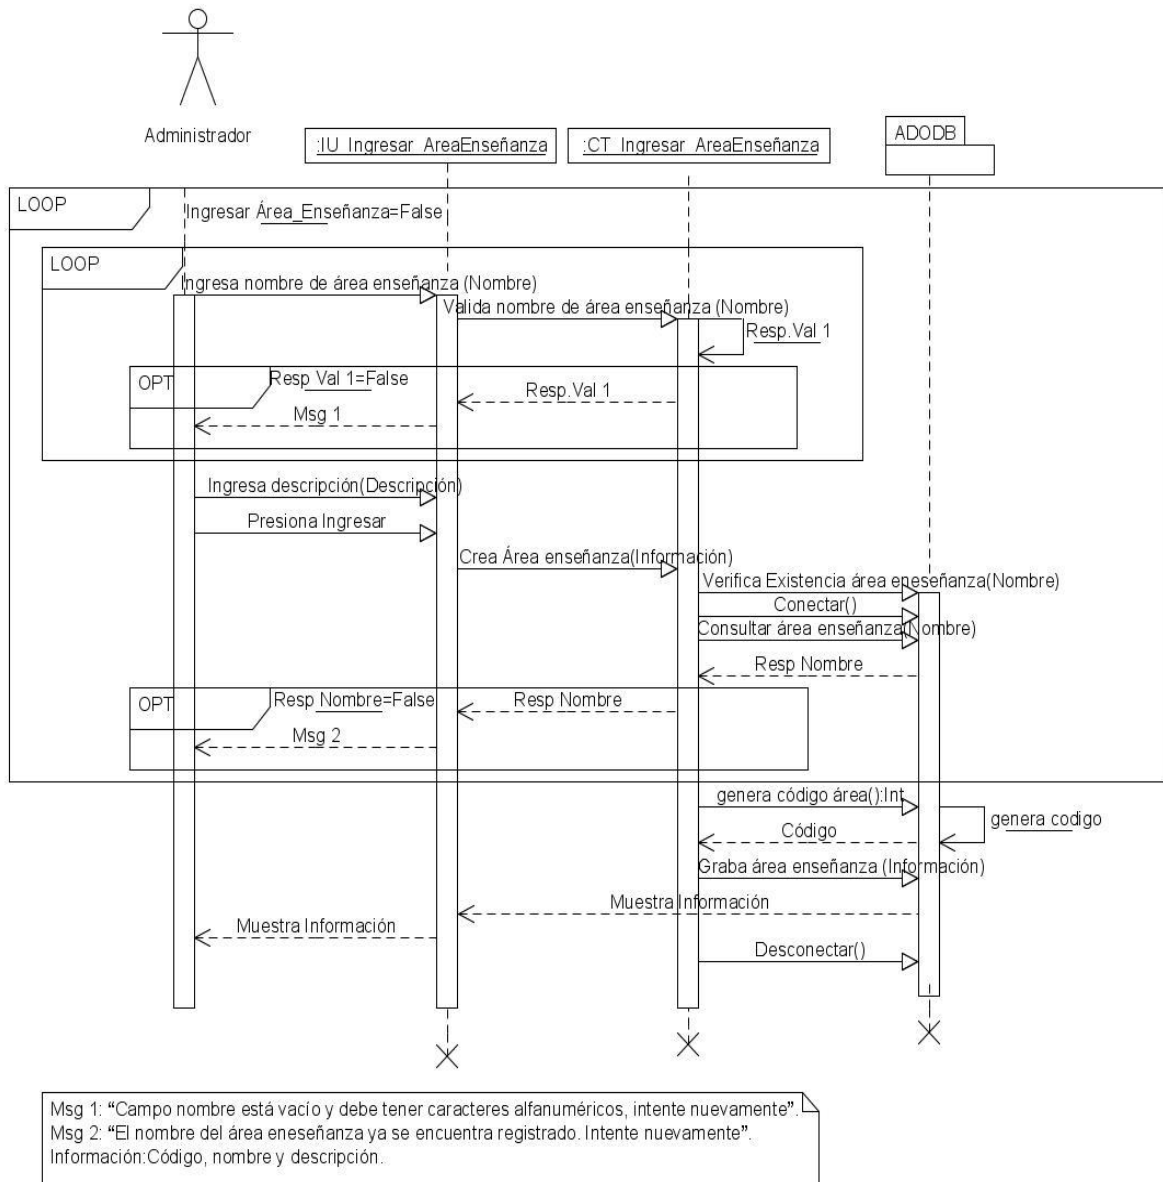 Administrador
:IU_Ingresar_AreaEnseñanza
:CT_Ingresar_AreaEnseñanza
ADODB
LOOP
Ingresar Área_Enseñanza=False
LOOP
Ingresa nombre de área enseñanza (Nombre)
Valida nombre de área enseñanza (Nombre)
Resp.Val 1
OPT
Resp Val 1=False
Resp.Val 1
Msg 1
Ingresa descripción(Descripción)
Presiona Ingresar
Crea Área enseñanza(Información)
Verifica Existencia área eneseñanza(Nombre)
Conectar()
Consultar área enseñanza(Nombre)
Resp Nombre
OPT
Resp Nombre=False
Resp Nombre
Msg 2
genera código área():Int
genera codigo
Código
Graba área enseñanza (Información)
Muestra Información
Muestra Información
Desconectar()
Msg 1: “Campo nombre está vacío y debe tener caracteres alfanuméricos, intente nuevamente”.
Msg 2: “El nombre del área eneseñanza ya se encuentra registrado. Intente nuevamente”.
Información:Código, nombre y descripción.